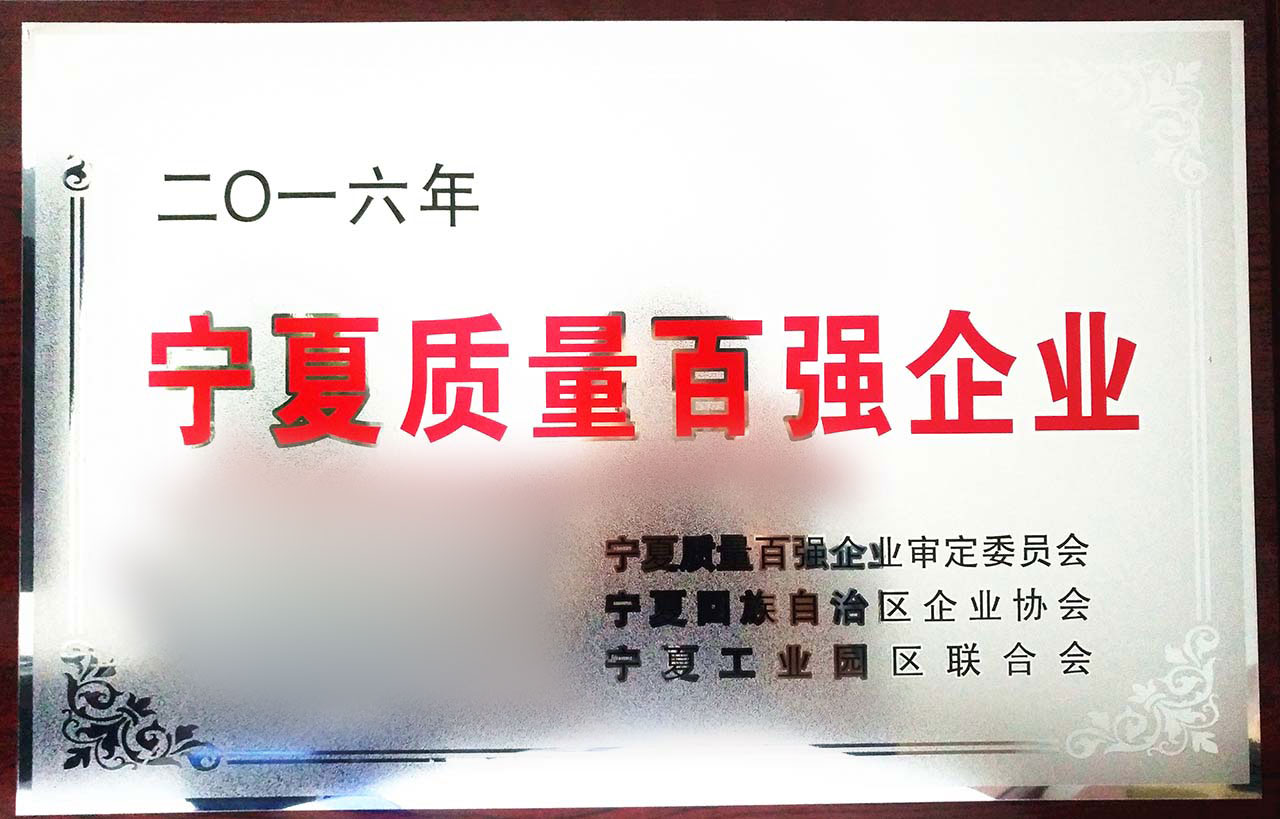 二〇一六年
宁夏质量百强企业
宁夏质量百强企业审定委员会
宁夏回族自治区企业协会
宁夏工业园区联合会